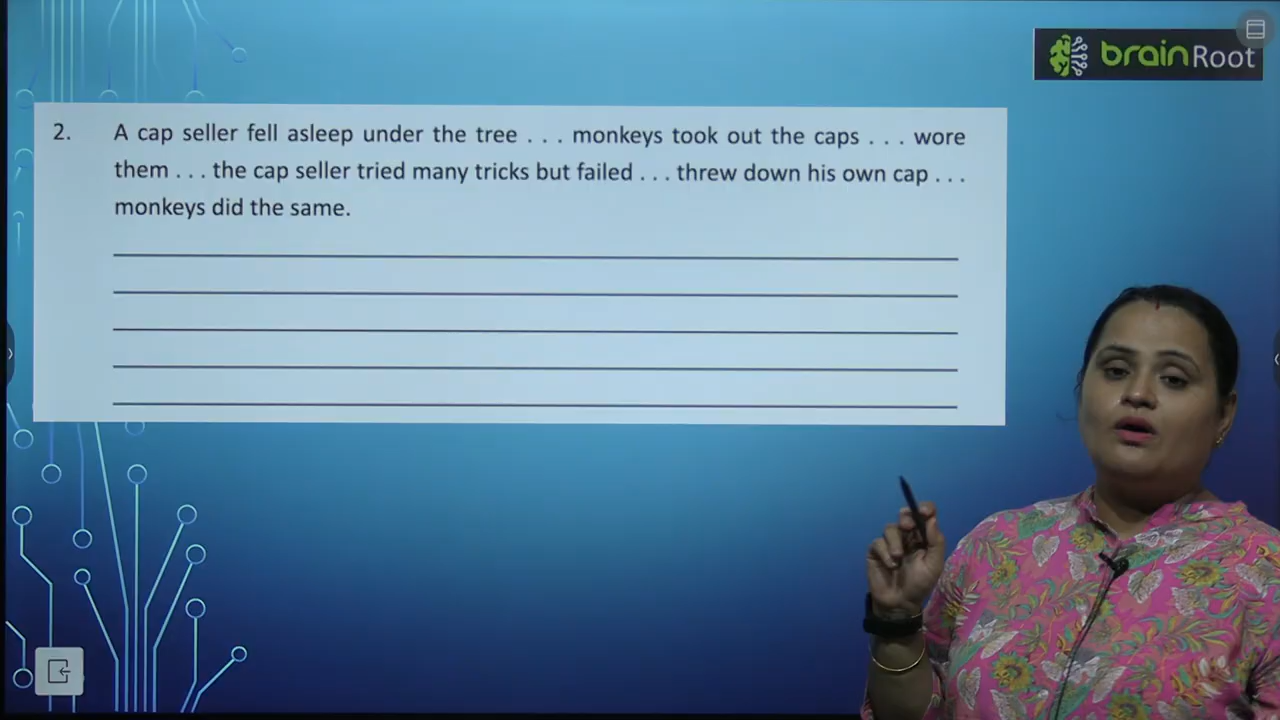 brainRoot
2. A cap seller fell asleep under the tree . . . monkeys took out the caps . . . wore
them . . . the cap seller tried many tricks but failed . . . threw down his own cap . . .
monkeys did the same.